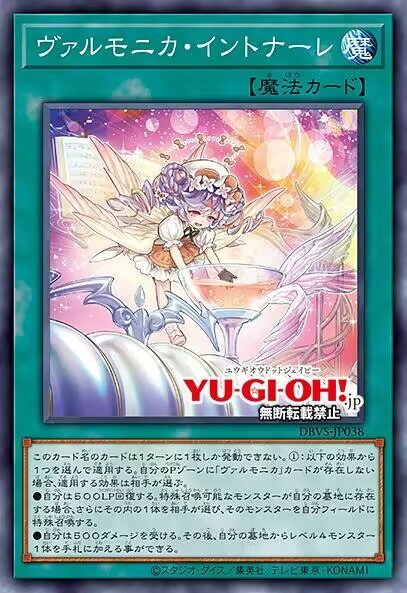 ヴァルモニカ・イントナーレ
魔
【魔法カード】
ユウギオウドットジェイピー
YU-GI-OH!.jp
無断転載禁止
DBVS-JP038
このカード名のカードは1ターンに1枚しか発動できない。①:以下の効果から
1つを選んで適用する。自分のPゾーンに「ヴァルモニカ」カードが存在しない
場合、適用する効果は相手が選ぶ。
●自分は500LP回復する。特殊召喚可能なモンスターが自分の墓地に存在
する場合、さらにその内の1体を相手が選び、そのモンスターを自分フィールドに
特殊召喚する。
●自分は500ダメージを受ける。その後、自分の墓地からレベル4モンスター
1体を手札に加える事ができる。
©スタジオ・ダイス/集英社・テレビ東京・KONAMI